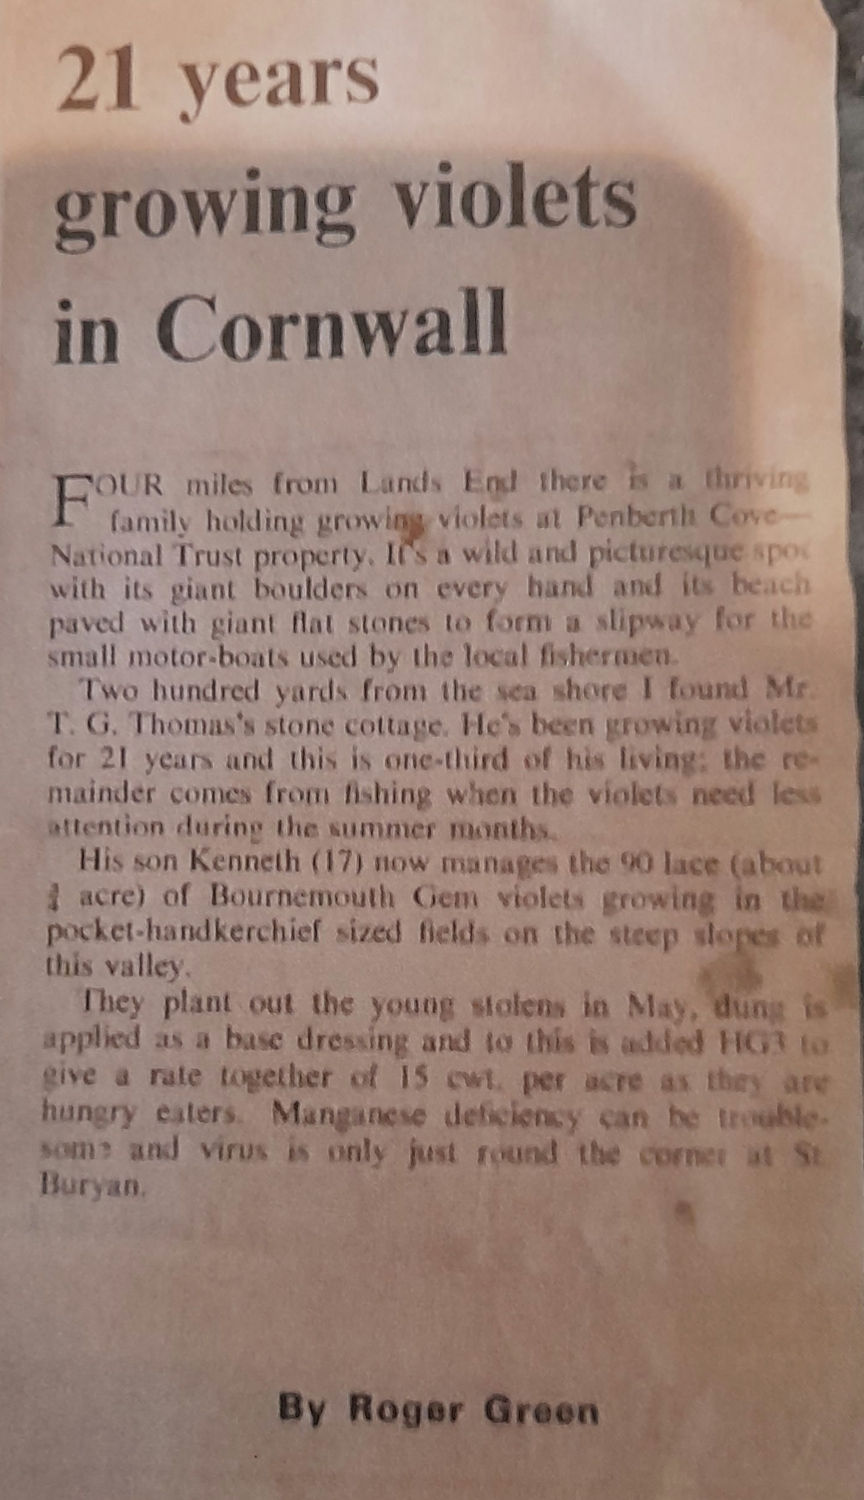 21 years
growing violets
in Cornwall
FOUR miles from Lands End there is a thriving
family holding growing violets at Penberth Cove—
National Trust property. It's a wild and picturesque spot
with its giant boulders on every hand and its beach
paved with giant flat stones to form a slipway for the
small motor-boats used by the local fishermen.
Two hundred yards from the sea shore I found Mr.
T. G. Thomas's stone cottage. He's been growing violets
for 21 years and this is one-third of his living; the re-
mainder comes from fishing when the violets need less
attention during the summer months.
His son Kenneth (17) now manages the 90 lace (about
¾ acre) of Bournemouth Gem violets growing in the
pocket-handkerchief sized fields on the steep slopes of
this valley.
They plant out the young stolens in May, dung is
applied as a base dressing and to this is added HG3 to
give a rate together of 15 cwt. per acre as they are
hungry eaters. Manganese deficiency can be trouble-
some and virus is only just round the corner at St.
Buryan.
By Roger Green